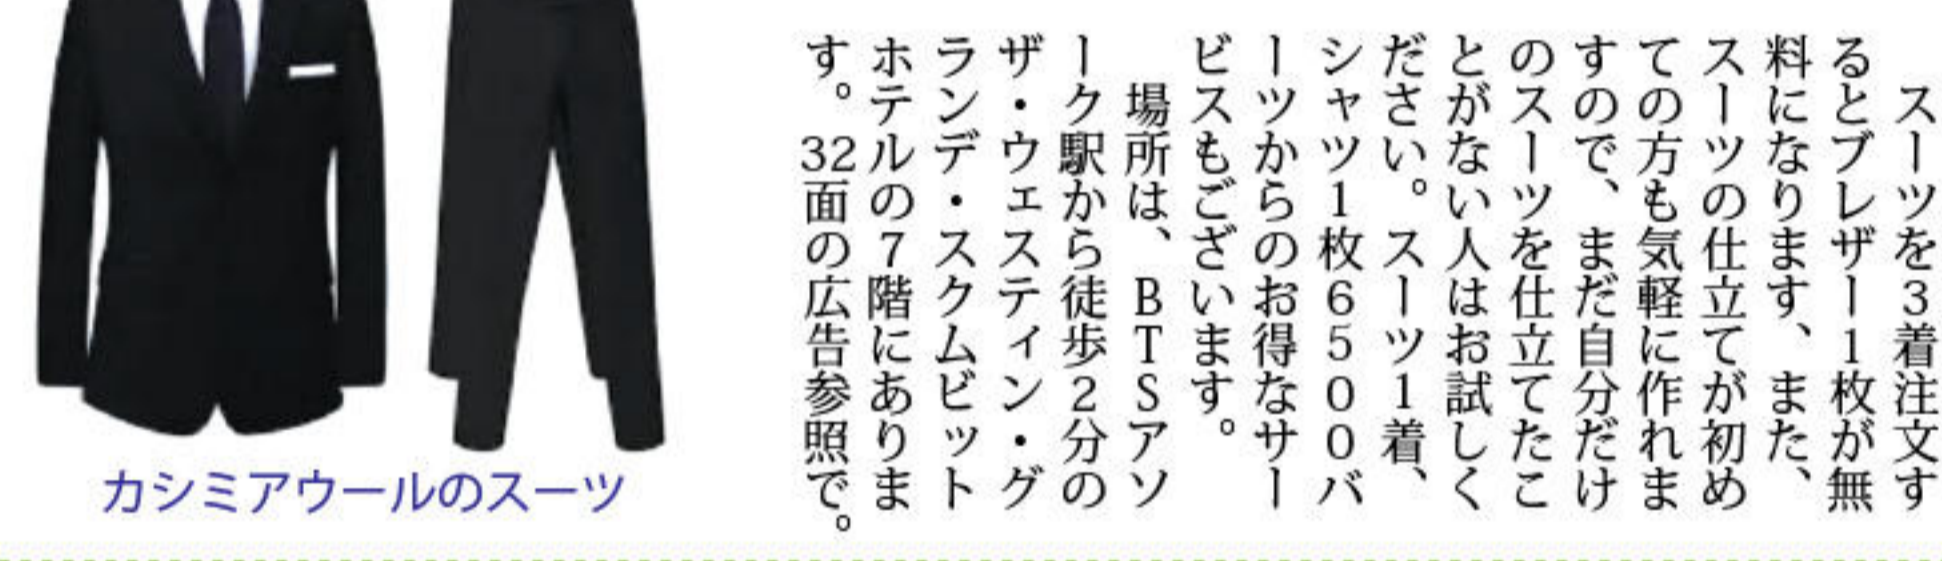 スーツを3着注文す
るとブレザー1枚が無
料になります、また、
スーツの仕立てが初め
ての方も気軽に作れま
すので、まだ自分だけ
のスーツを仕立てたこ
とがない人はお試しく
ださい。スーツ1着、
シャツ1枚6500バ
ーツからのお得なサー
ビスもございます。
場所は、BTSアソ
ーク駅から徒歩2分の
ザ・ウェスティン・グ
ランデ・スクムビット
ホテルの7階にありま
す。32面の広告参照で。
カシミアウールのスーツ